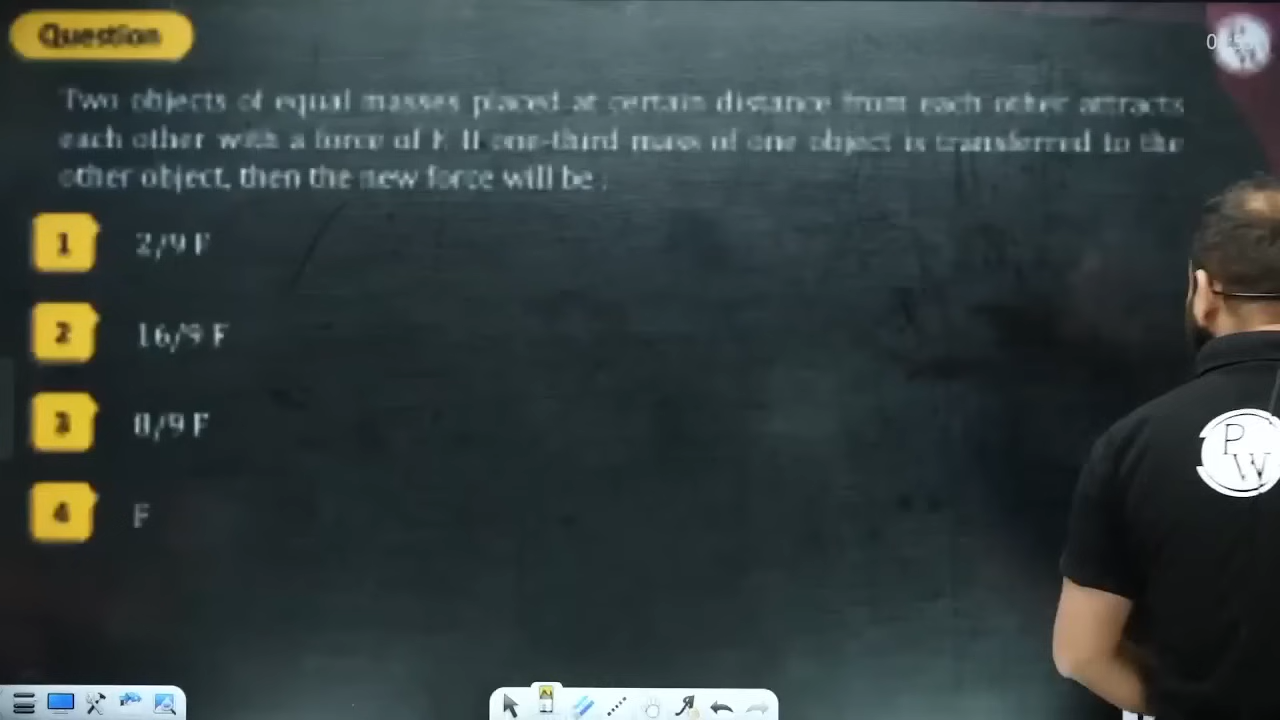 Question
Two objects of equal masses placed at certain distance from each other attracts
each other with a force of F. If one-third mass of one object is transferred to the
other object, then the new force will be :
1 2/9 F
2 16/9 F
3 8/9 F
4 F
PW